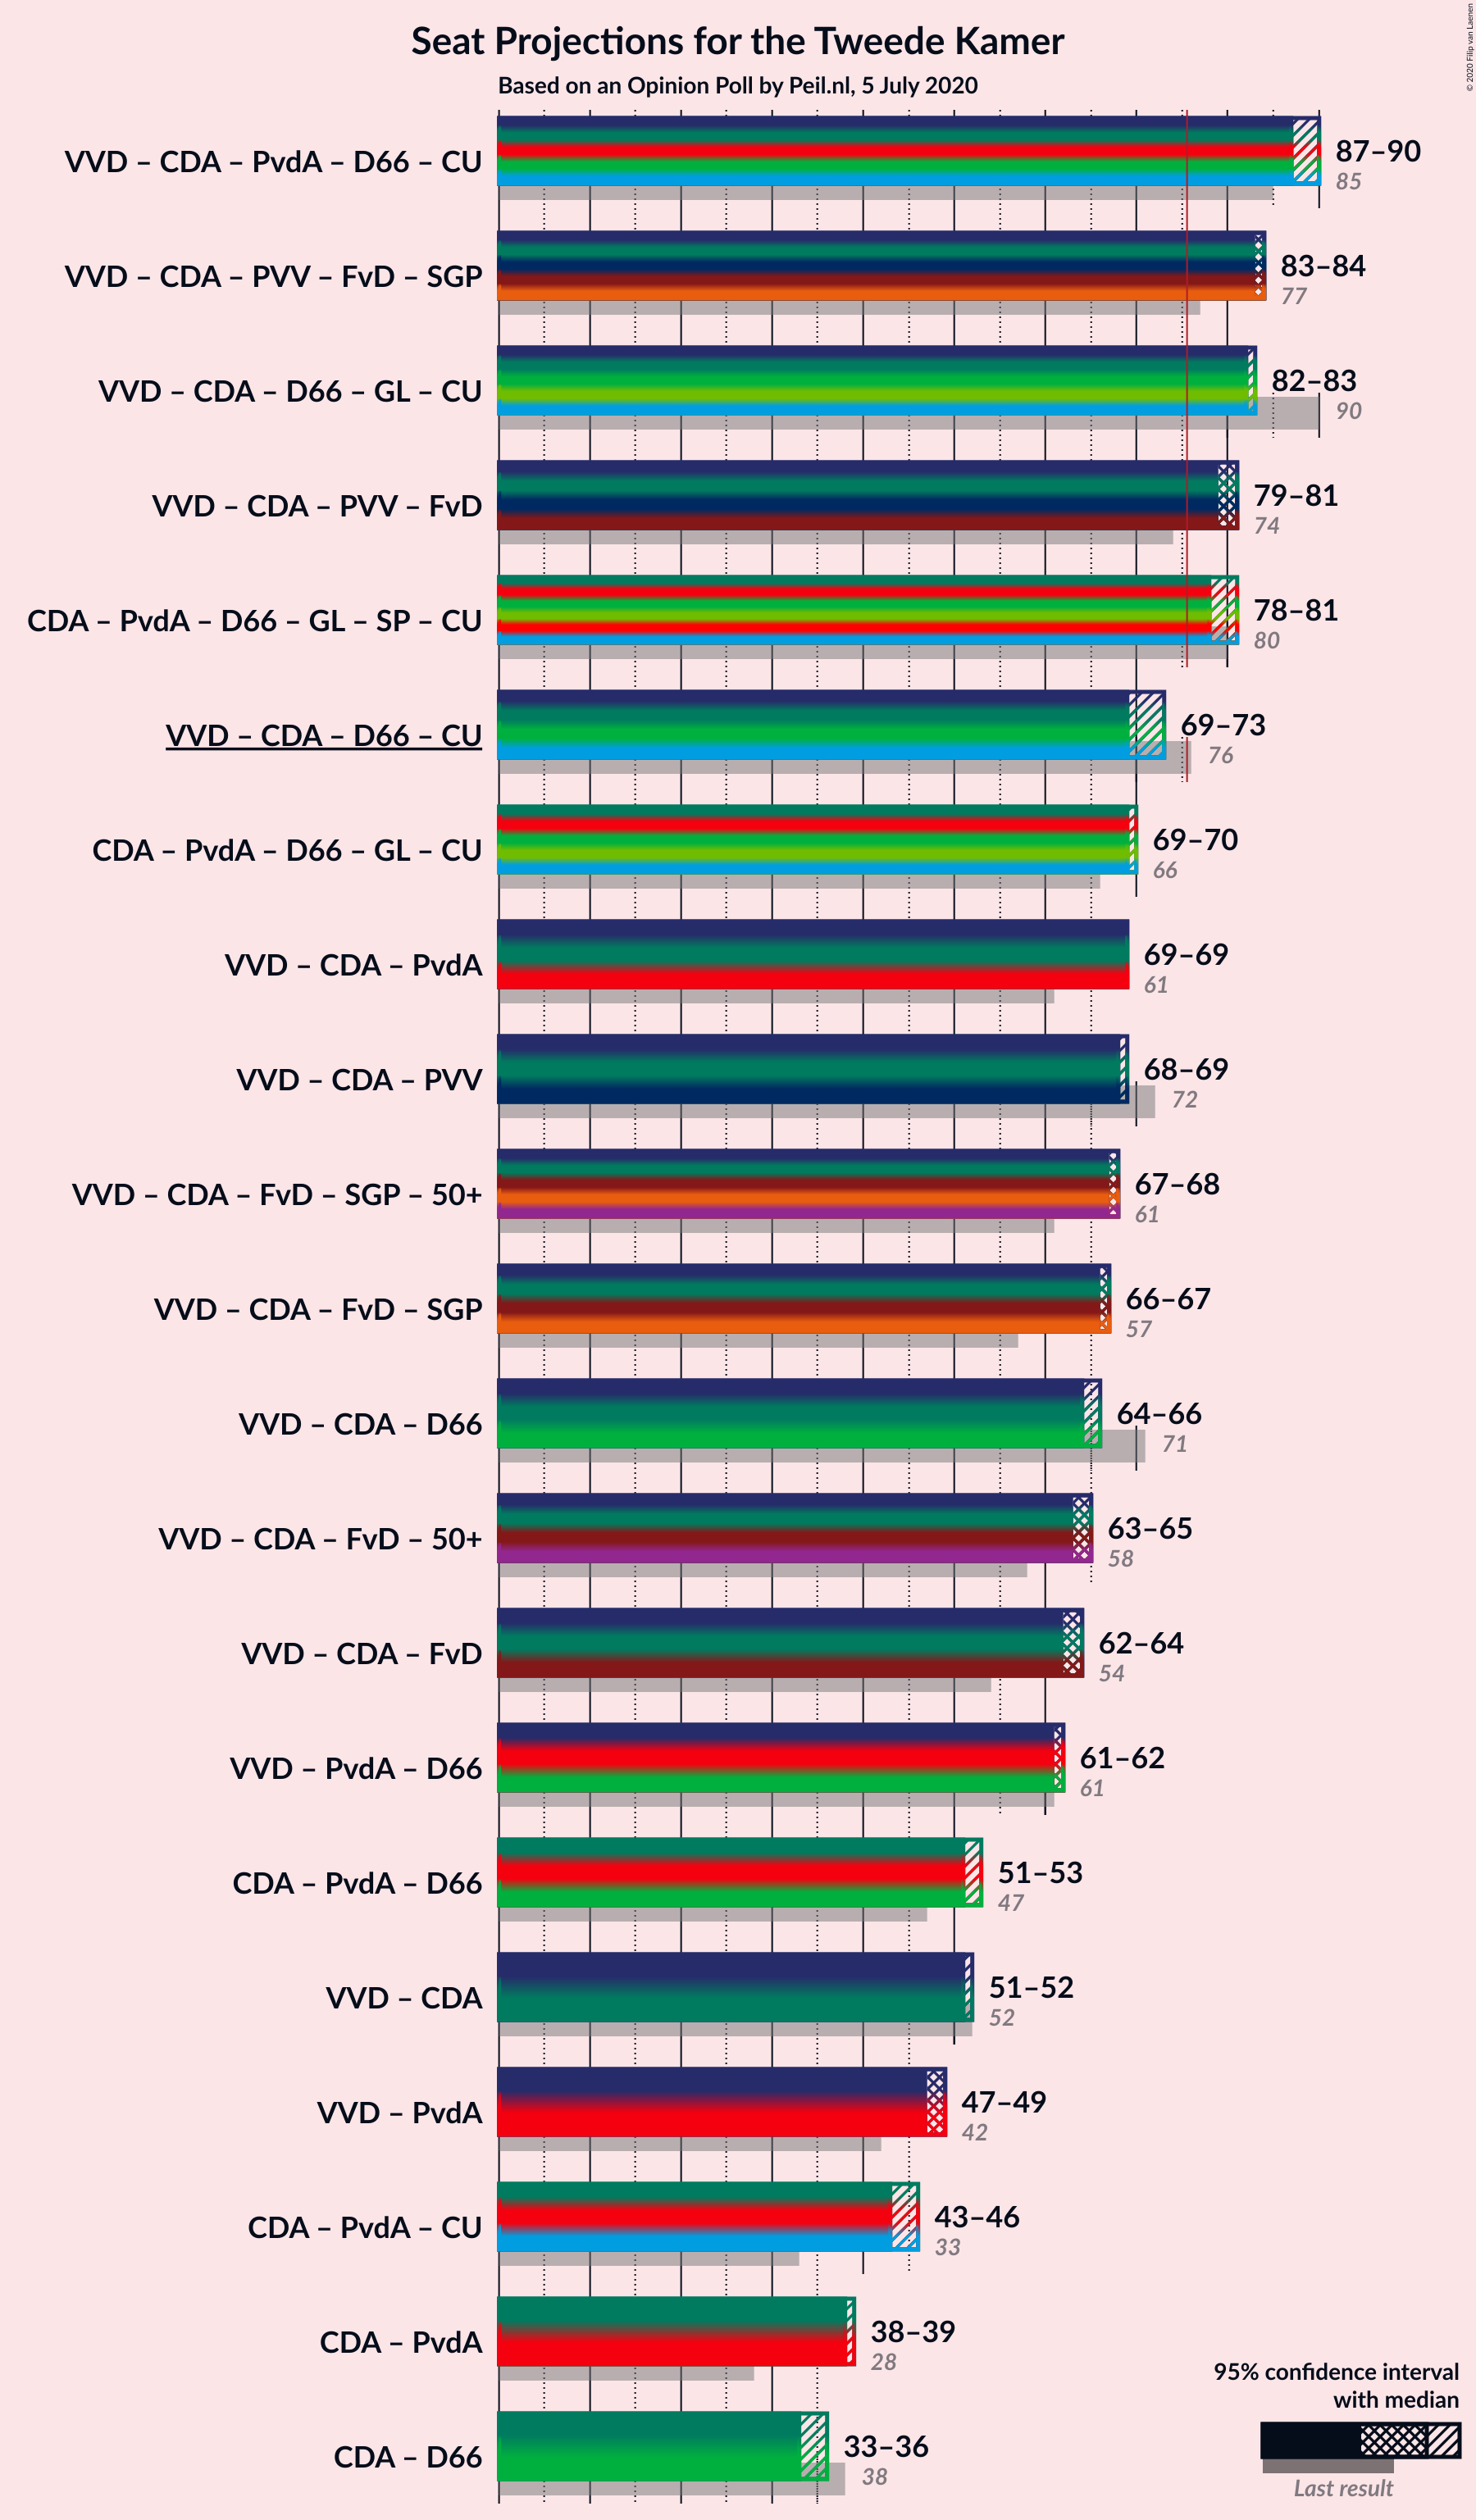 Seat Projections for the Tweede Kamer
Based on an Opinion Poll by Peil.nl, 5 July 2020
© 2020 Filip van Laenen
VVD – CDA – PvdA – D66 – CU
87–90
85
VVD – CDA – PVV – FvD – SGP
83–84
77
VVD – CDA – D66 – GL – CU
82–83
90
VVD – CDA – PVV – FvD
79–81
74
CDA – PvdA – D66 – GL – SP – CU
78–81
80
VVD – CDA – D66 – CU
69–73
76
CDA – PvdA – D66 – GL – CU
69–70
66
VVD – CDA – PvdA
69–69
61
VVD – CDA – PVV
68–69
72
VVD – CDA – FvD – SGP – 50+
67–68
61
VVD – CDA – FvD – SGP
66–67
57
VVD – CDA – D66
64–66
71
VVD – CDA – FvD – 50+
63–65
58
VVD – CDA – FvD
62–64
54
VVD – PvdA – D66
61–62
61
CDA – PvdA – D66
51–53
47
VVD – CDA
51–52
52
VVD – PvdA
47–49
42
CDA – PvdA – CU
43–46
33
CDA – PvdA
38–39
28
CDA – D66
33–36
38
95% confidence interval
with median
Last result